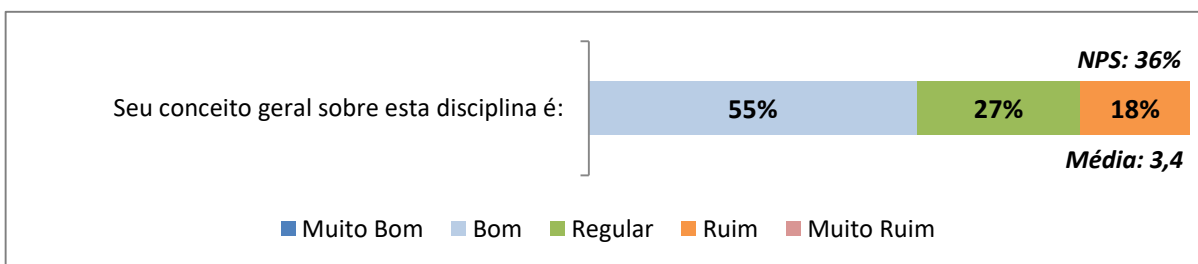 NPS: 36%
Seu conceito geral sobre esta disciplina é: 55% 27% 18%
Média: 3,4
Muito Bom Bom Regular Ruim Muito Ruim